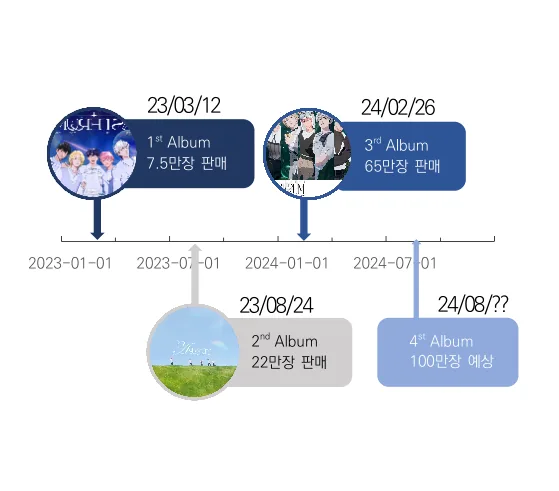 23/03/12
1st Album
7.5만장 판매
24/02/26
3rd Album
65만장 판매
2023-01-01
2023-07-01
2024-01-01
2024-07-01
23/08/24
2nd Album
22만장 판매
24/08/??
4st Album
100만장 예상